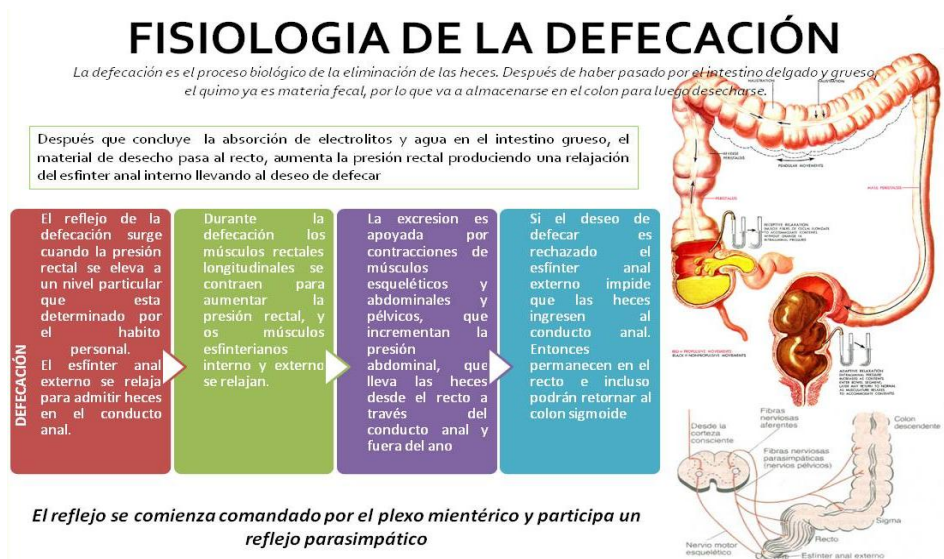 FISIOLOGIA DE LA DEFECACIÓN
La defecación es el proceso biológico de la eliminación de las heces. Después de haber pasado por el intestino delgado y grueso,
el quimo ya es materia fecal, por lo que va a almacenarse en el colon para luego desecharse.
Después que concluye la absorción de electrolitos y agua en el intestino grueso, el
material de desecho pasa al recto, aumenta la presión rectal produciendo una relajación
del esfinter anal interno llevando al deseo de defecar
DEFECACIÓN
El reflejo de la
defecación surge
cuando la presión
rectal se eleva a
un nivel particular
que esta
determinado por
el habito
personal.
El esfinter anal
externo se relaja
para admitir heces
en el conducto
anal.
Durante la
defecación los
músculos rectales
longitudinales se
contraen para
aumentar la
presión rectal, y
os músculos
esfinterianos
interno y externo
se relajan.
La excresion es
apoyada por
contracciones de
músculos
esqueléticos y
abdominales y
pélvicos, que
incrementan la
presión
abdominal, que
lleva las heces
desde el recto a
través del
conducto anal y
fuera del ano
Si el deseo de
defecar es
rechazado el
esfínter anal
externo impide
que las heces
ingresen al
conducto anal.
Entonces
permanecen en el
recto e incluso
podrán retornar al
colon sigmoide
El reflejo se comienza comandado por el plexo mientérico y participa un
reflejo parasimpático
HAUSTRATION
HAUSTRATION
PENDULAR MOVEMENTS
PERISTALSIS
MASS PERISTALSIS
Fibras
nerviosas
aferentes
Desde la
corteza
consciente
Colon
descendente
Fibras nerviosas
parasimpáticas
(nervios pélvicos)
Sigma
Recto
Nervio motor
esquelético
Esfínter anal externo